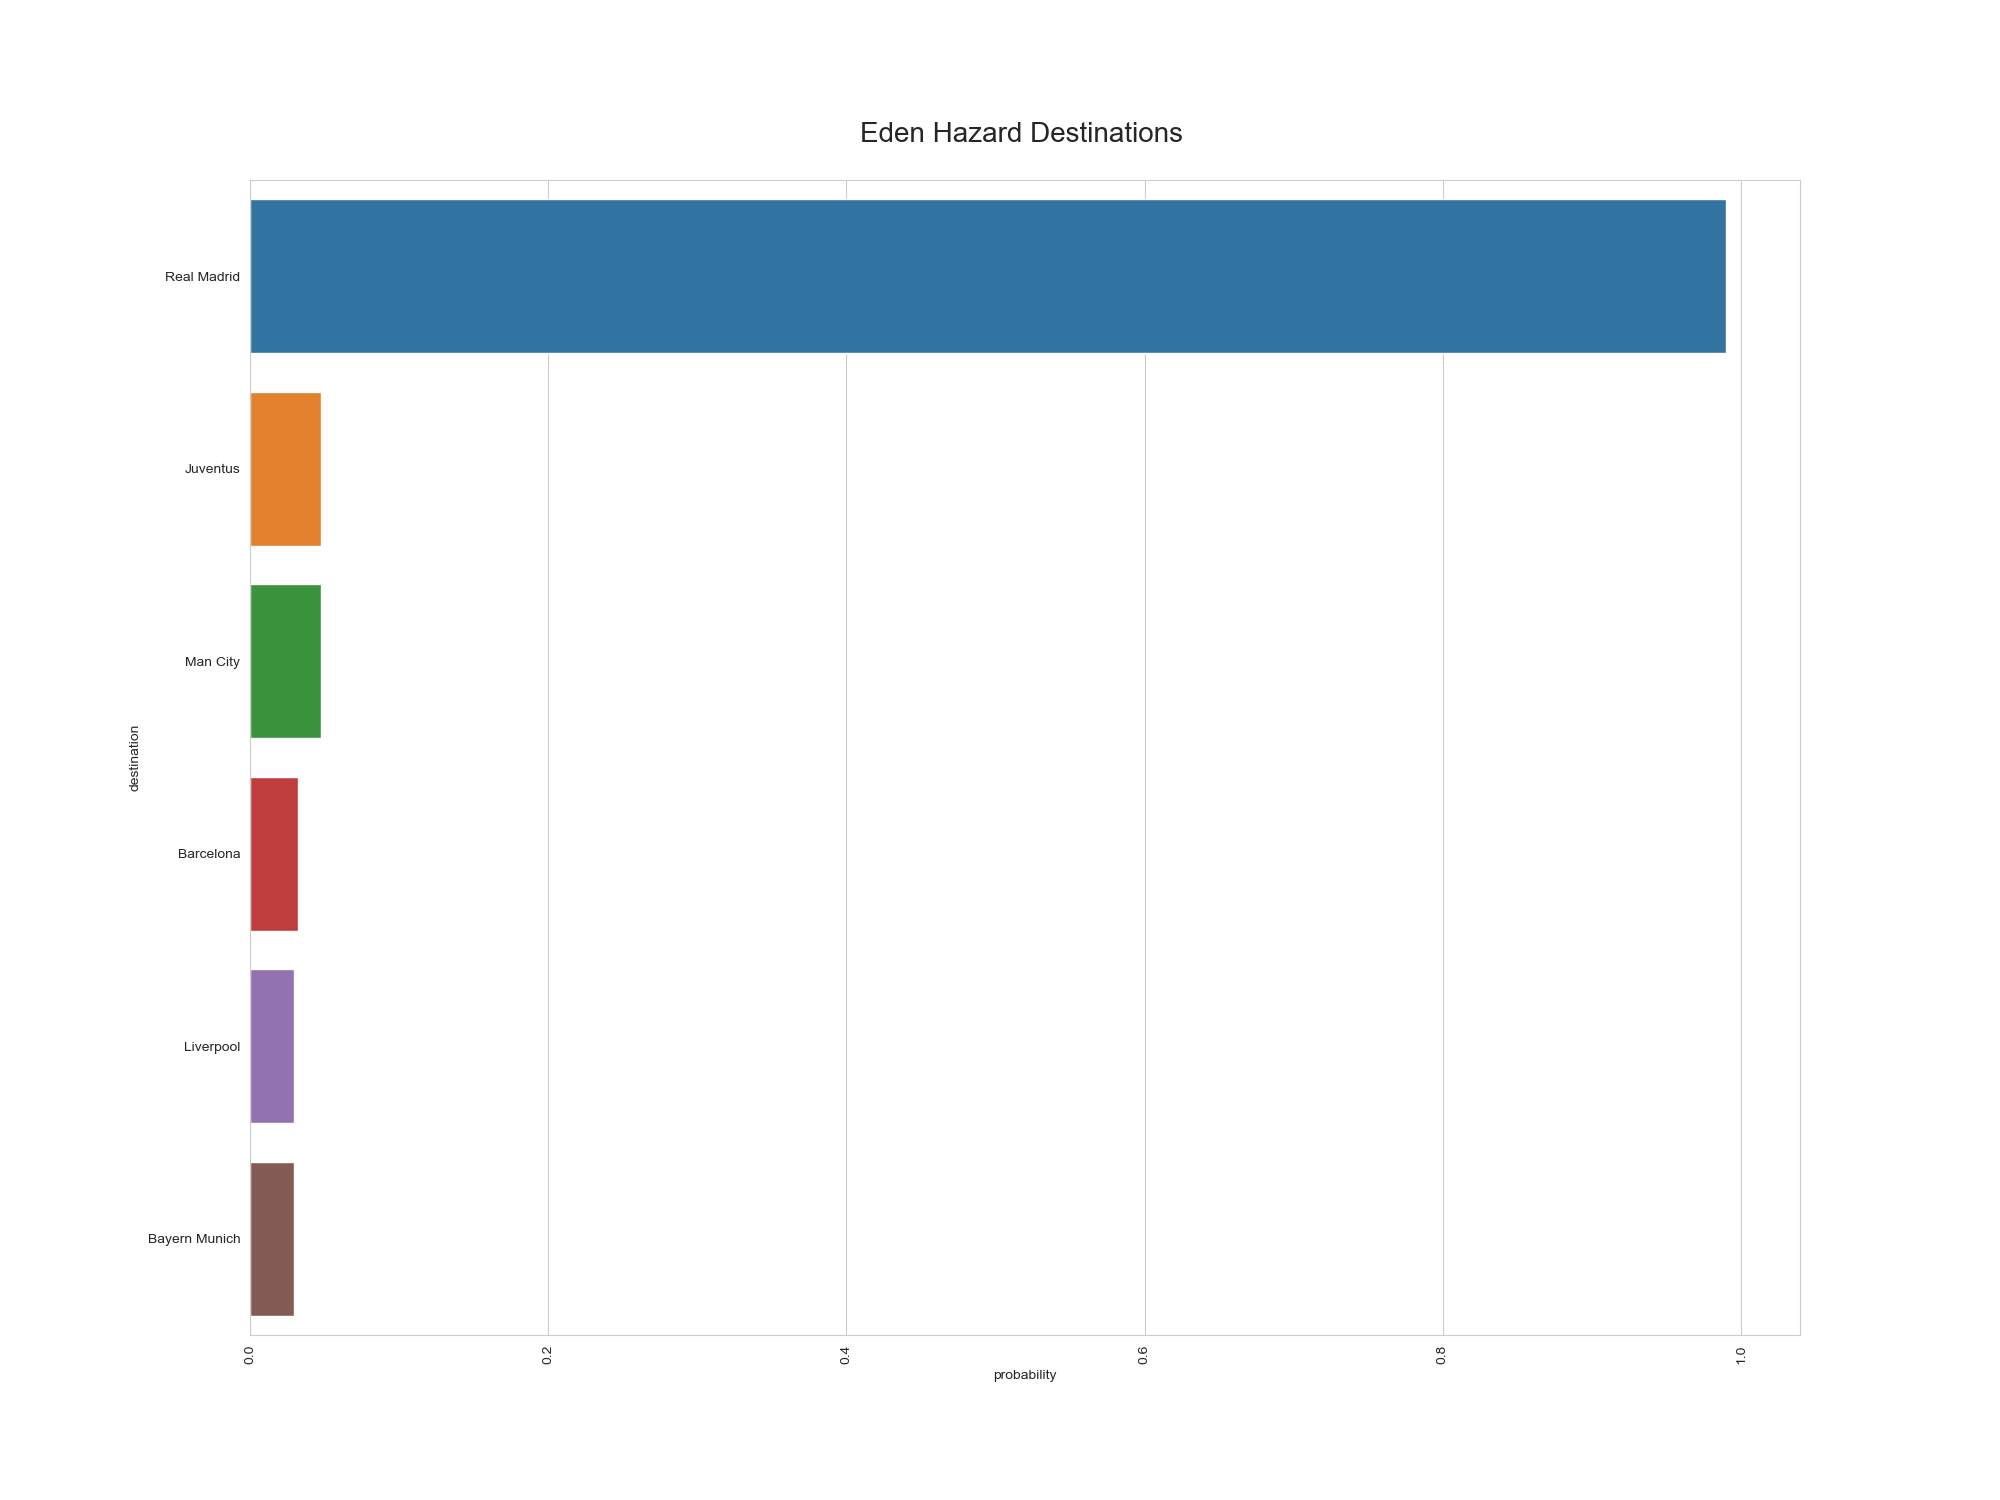 Eden Hazard Destinations
Real Madrid
Juventus
Man City
destination
Barcelona
Liverpool
Bayern Munich
0.0
0.2
0.4
0.6
0.8
1.0
probability